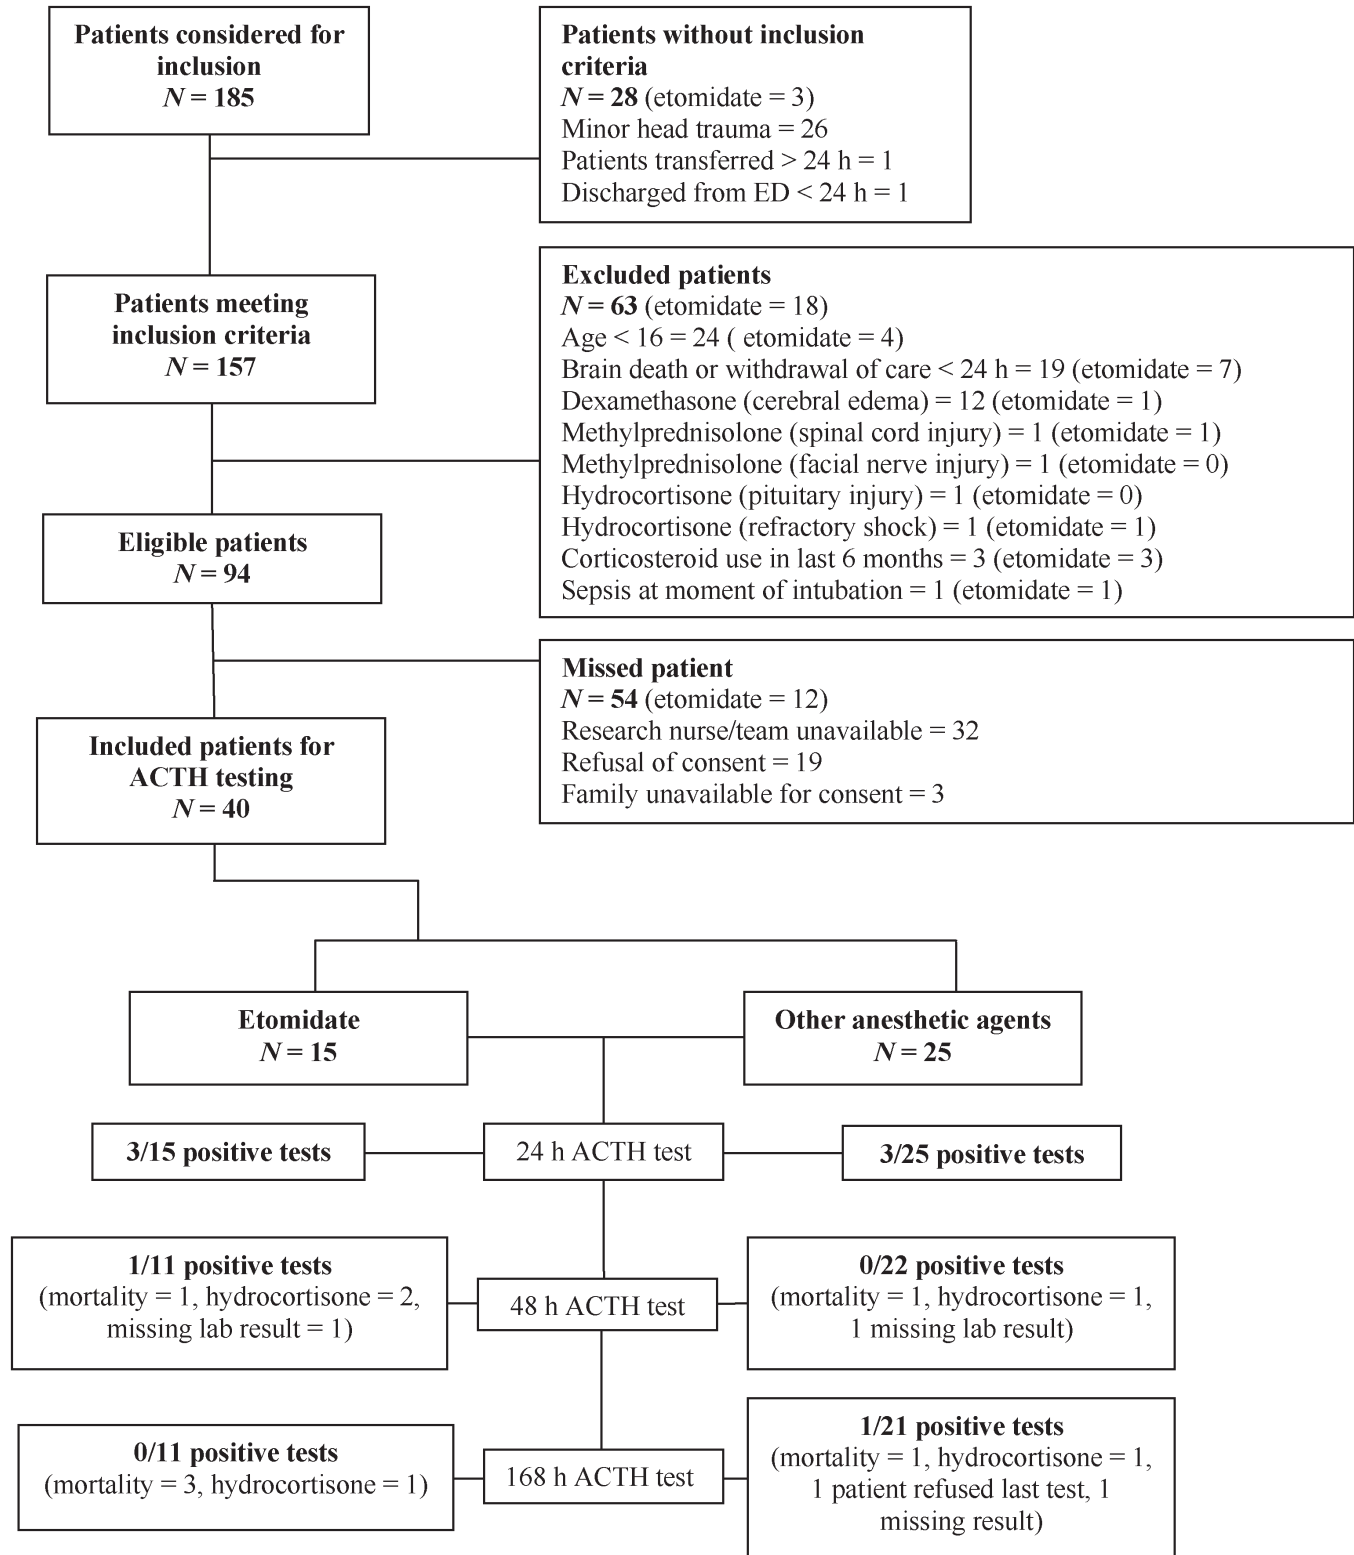 Patients considered for
inclusion
N = 185
Patients without inclusion
criteria
N = 28 (etomidate = 3)
Minor head trauma = 26
Patients transferred > 24 h = 1
Discharged from ED < 24 h = 1
Patients meeting
inclusion criteria
N = 157
Excluded patients
N = 63 (etomidate = 18)
Age < 16 = 24 ( etomidate = 4)
Brain death or withdrawal of care < 24 h = 19 (etomidate = 7)
Dexamethasone (cerebral edema) = 12 (etomidate = 1)
Methylprednisolone (spinal cord injury) = 1 (etomidate = 1)
Methylprednisolone (facial nerve injury) = 1 (etomidate = 0)
Hydrocortisone (pituitary injury) = 1 (etomidate = 0)
Hydrocortisone (refractory shock) = 1 (etomidate = 1)
Corticosteroid use in last 6 months = 3 (etomidate = 3)
Sepsis at moment of intubation = 1 (etomidate = 1)
Eligible patients
N = 94
Missed patient
N = 54 (etomidate = 12)
Research nurse/team unavailable = 32
Refusal of consent = 19
Family unavailable for consent = 3
Included patients for
ACTH testing
N = 40
Etomidate
N = 15
Other anesthetic agents
N = 25
3/15 positive tests
24 h ACTH test
3/25 positive tests
1/11 positive tests
(mortality = 1, hydrocortisone = 2,
missing lab result = 1)
48 h ACTH test
0/22 positive tests
(mortality = 1, hydrocortisone = 1,
1 missing lab result)
0/11 positive tests
(mortality = 3, hydrocortisone = 1)
168 h ACTH test
1/21 positive tests
(mortality = 1, hydrocortisone = 1,
1 patient refused last test, 1
missing result)